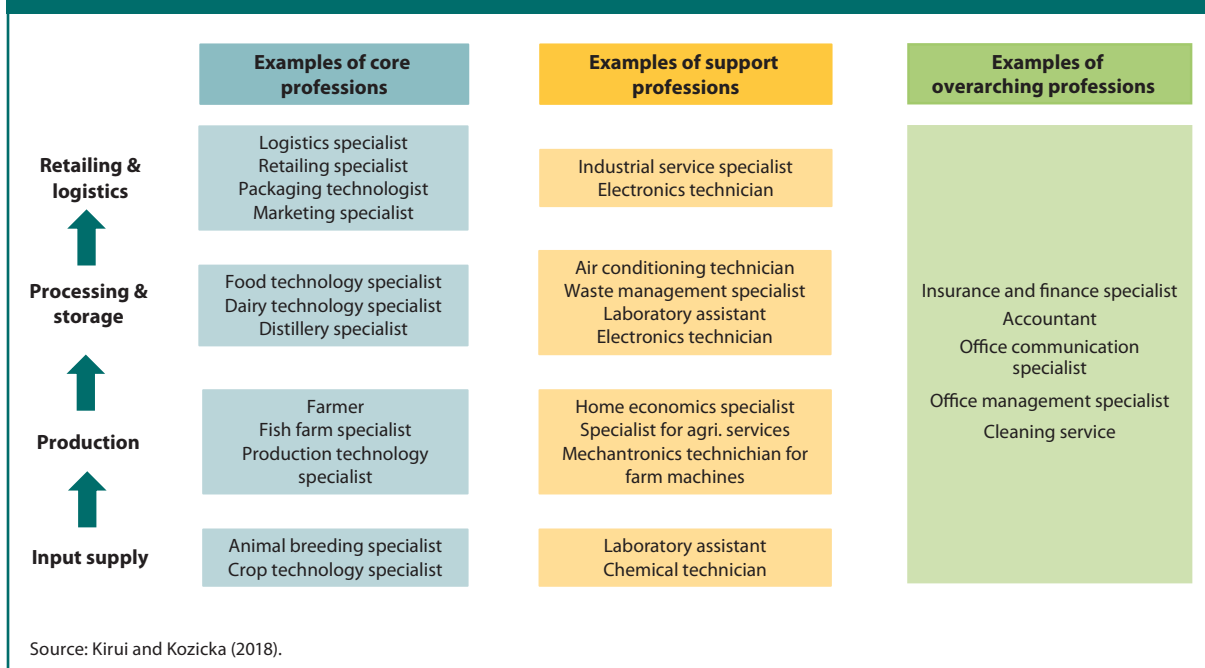 Examples of core
professions
Examples of support
professions
Examples of
overarching professions
Retailing &
logistics
Logistics specialist
Retailing specialist
Packaging technologist
Marketing specialist
Industrial service specialist
Electronics technician
Processing &
storage
Food technology specialist
Dairy technology specialist
Distillery specialist
Air conditioning technician
Waste management specialist
Laboratory assistant
Electronics technician
Production
Farmer
Fish farm specialist
Production technology
specialist
Home economics specialist
Specialist for agri. services
Mechantronics technichian for
farm machines
Input supply
Animal breeding specialist
Crop technology specialist
Laboratory assistant
Chemical technician
Insurance and finance specialist
Accountant
Office communication
specialist
Office management specialist
Cleaning service
Source: Kirui and Kozicka (2018).